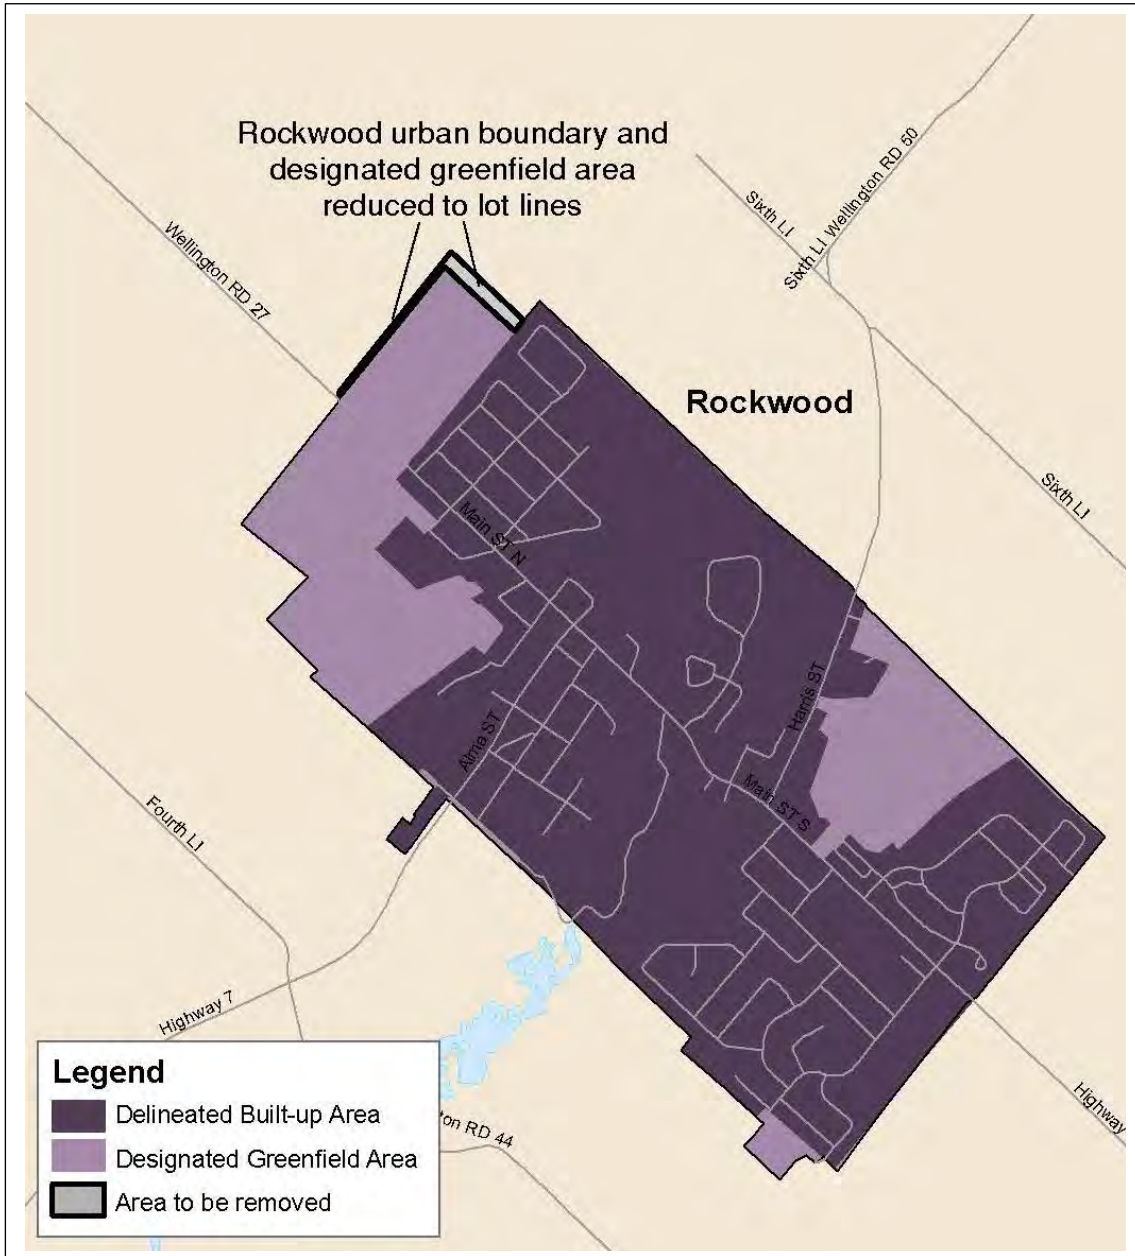 Rockwood urban boundary and
designated greenfield area
reduced to lot lines
Sixth LI
Sixth LI Wellington RD 50
Wellington RD 27
Rockwood
Sixth LI
Main ST N
Harris ST
Alma ST
Main ST S
Fourth LI
Highway 7
Highway
ton RD 44
Legend
Delineated Built-up Area
Designated Greenfield Area
Area to be removed